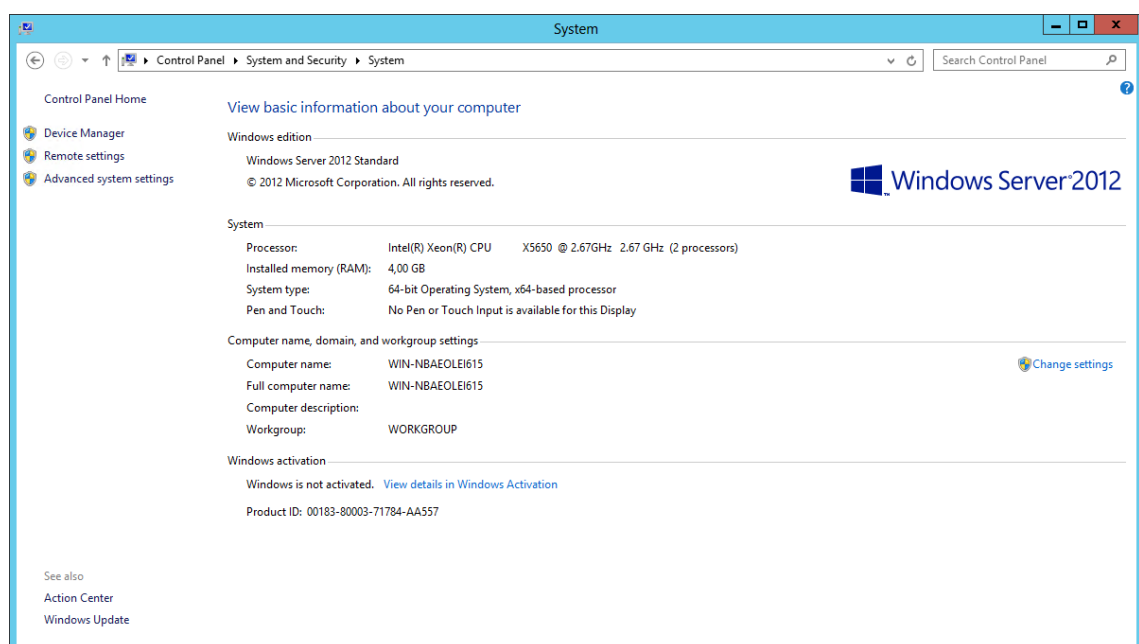 System
Control Panel ▸ System and Security ▸ System
Search Control Panel
Control Panel Home
Device Manager
Remote settings
Advanced system settings
View basic information about your computer
Windows edition
Windows Server 2012 Standard
© 2012 Microsoft Corporation. All rights reserved.
Windows Server 2012
System
Processor: Intel(R) Xeon(R) CPU X5650 @ 2.67GHz 2.67 GHz (2 processors)
Installed memory (RAM): 4,00 GB
System type: 64-bit Operating System, x64-based processor
Pen and Touch: No Pen or Touch Input is available for this Display
Computer name, domain, and workgroup settings
Computer name: WIN-NBAEOLEI615
Change settings
Full computer name: WIN-NBAEOLEI615
Computer description:
Workgroup: WORKGROUP
Windows activation
Windows is not activated. View details in Windows Activation
Product ID: 00183-80003-71784-AA557
See also
Action Center
Windows Update